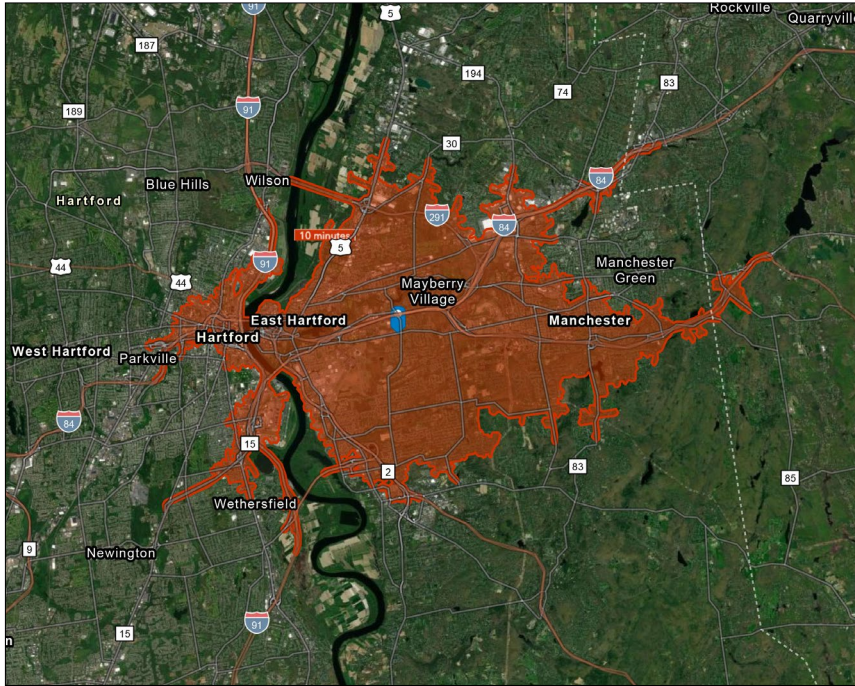 Rockville
91
5
Quarryville
187
194
83
74
91
189
30
84
Blue Hills
Wilson
Hartford
291
84
10 minutes
5
91
44
44
Manchester
Green
Mayberry
Village
East Hartford
Manchester
Hartford
West Hartford
Parkville
84
15
2
83
85
Wethersfield
9
Newington
91
15
n